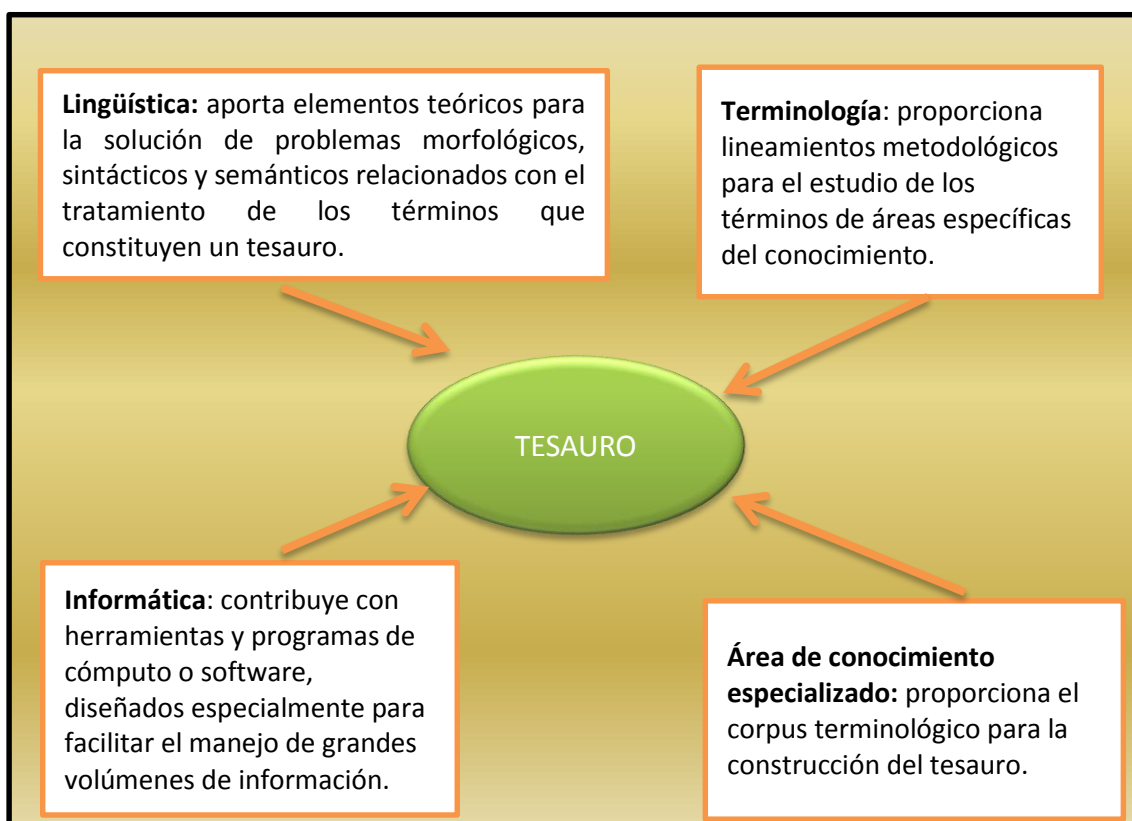 Lingüística: aporta elementos teóricos para
la solución de problemas morfológicos,
sintácticos y semánticos relacionados con el
tratamiento de los términos que
constituyen un tesauro.
Terminología: proporciona
lineamientos metodológicos
para el estudio de los
términos de áreas específicas
del conocimiento.
TESAURO
Informática: contribuye con
herramientas y programas de
cómputo o software,
diseñados especialmente para
facilitar el manejo de grandes
volúmenes de información.
Área de conocimiento
especializado: proporciona el
corpus terminológico para la
construcción del tesauro.